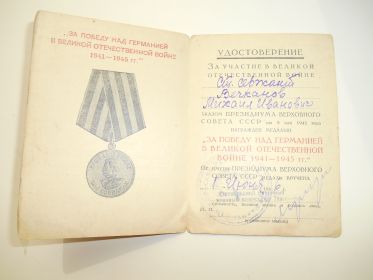 „ЗА ПОБЕДУ НАД ГЕРМАНИЕЙ
В ВЕЛИКОЙ ОТЕЧЕСТВЕННОЙ ВОЙНЕ
1941—1945 гг."
УДОСТОВЕРЕНИЕ
ЗА УЧАСТИЕ В ВЕЛИКОЙ
ОТЕЧЕСТВЕННОЙ ВОЙНЕ
Ст. Сержант
Вечканов
Михаил Иванович
УКАЗОМ ПРЕЗИДИУМА ВЕРХОВНОГО
СОВЕТА СССР от 9 мая 1945 года
НАГРАЖДЕН МЕДАЛЬЮ
„ЗА ПОБЕДУ НАД ГЕРМАНИЕЙ
В ВЕЛИКОЙ ОТЕЧЕСТВЕННОЙ
ВОЙНЕ 1941—1945 гг."
ОТ ИМЕНИ ПРЕЗИДИУМА ВЕРХОВНОГО
СОВЕТА СССР МЕДАЛЬ ВРУЧЕНА
М. П.